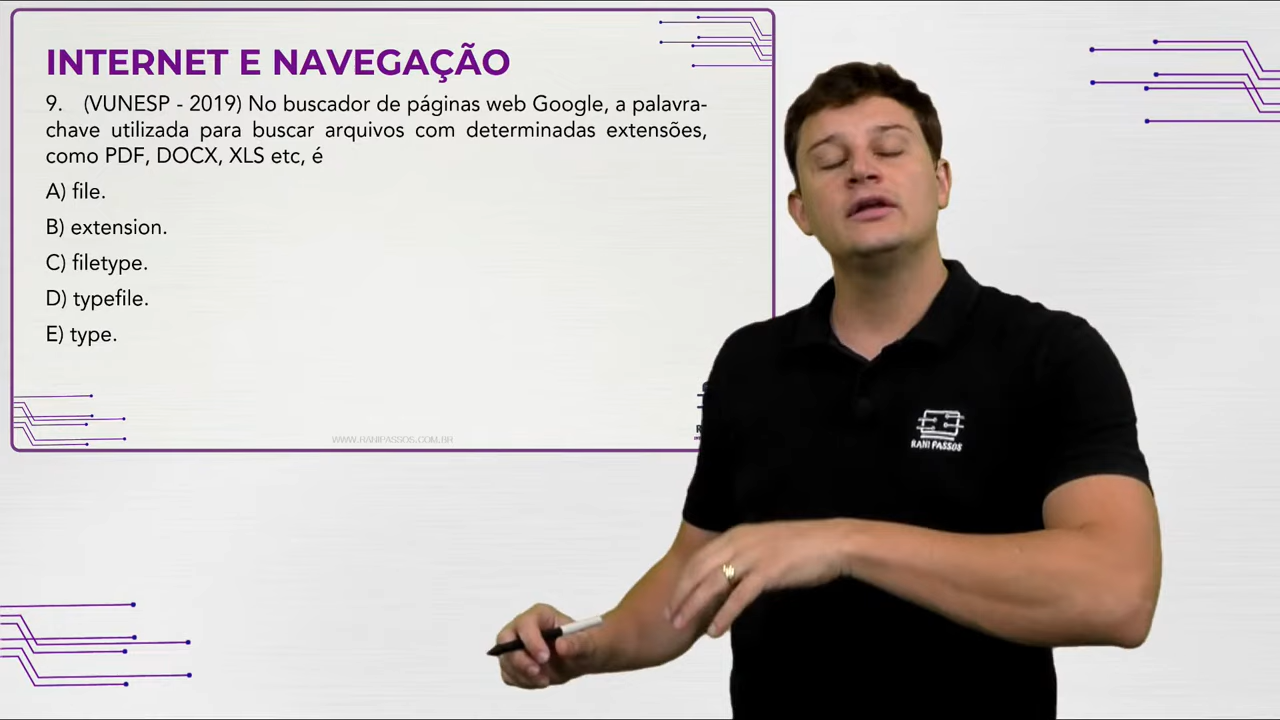 INTERNET E NAVEGAÇÃO
9. (VUNESP - 2019) No buscador de páginas web Google, a palavra-
chave utilizada para buscar arquivos com determinadas extensões,
como PDF, DOCX, XLS etc, é
A) file.
B) extension.
C) filetype.
D) typefile.
E) type.
WWW.RANIPASSOS.COM.BR
RANI PASSOS